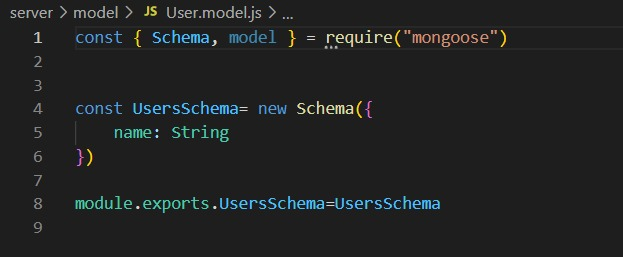 server > model > JS User.model.js > ...
1 const { Schema, model } = require("mongoose")
2
3
4 const UsersSchema= new Schema({
5     name: String
6 })
7
8 module.exports.UsersSchema=UsersSchema
9